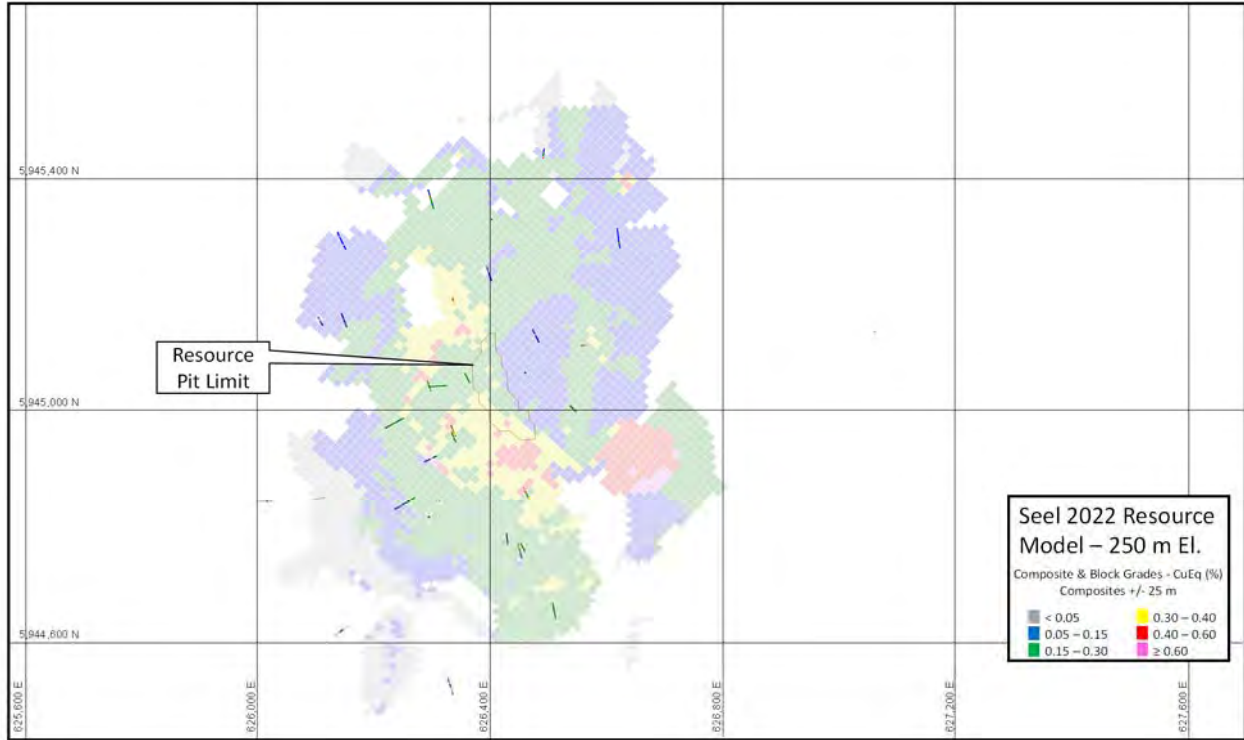 5,945,400 N
Resource
Pit Limit
5,945,000 N
5,944,600 N
Seel 2022 Resource
Model – 250 m El.
Composite & Block Grades - CuEq (%)
Composites +/- 25 m
< 0.05
0.30 – 0.40
0.05 – 0.15
0.40 – 0.60
0.15 – 0.30
≥ 0.60
625,600 E
626,000 E
626,400 E
626,800 E
627,200 E
627,600 E